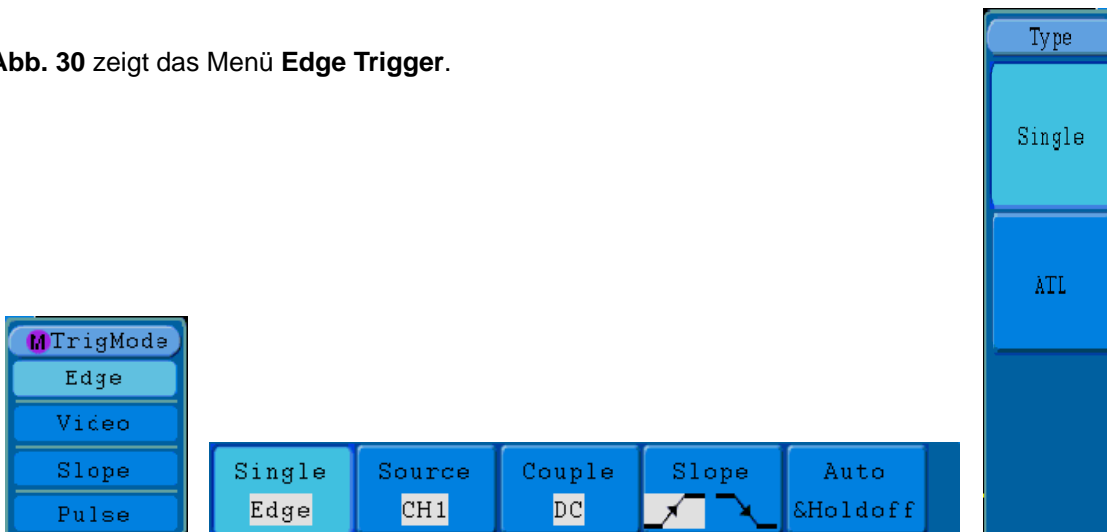 Abb. 30 zeigt das Menü Edge Trigger.
Type
Single
ATL
MTrigMode
Edge
Video
Slope
Pulse
Single Source Couple Slope Auto
Edge CH1 DC &Holdoff